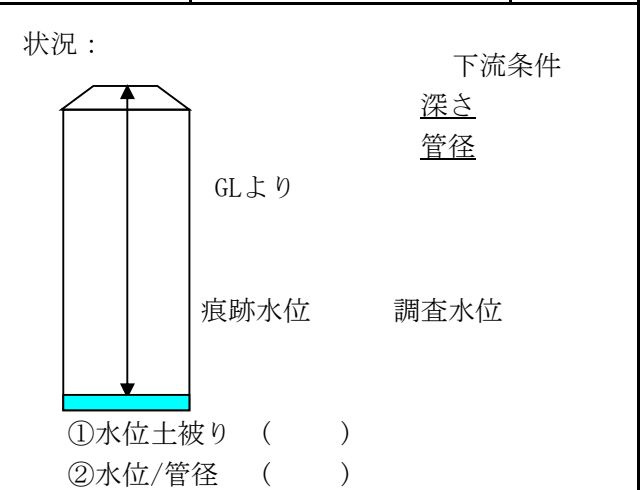 状況：
下流条件
深さ
管径
GLより
痕跡水位　調査水位
①水位土被り （　　）
②水位/管径 （　　）